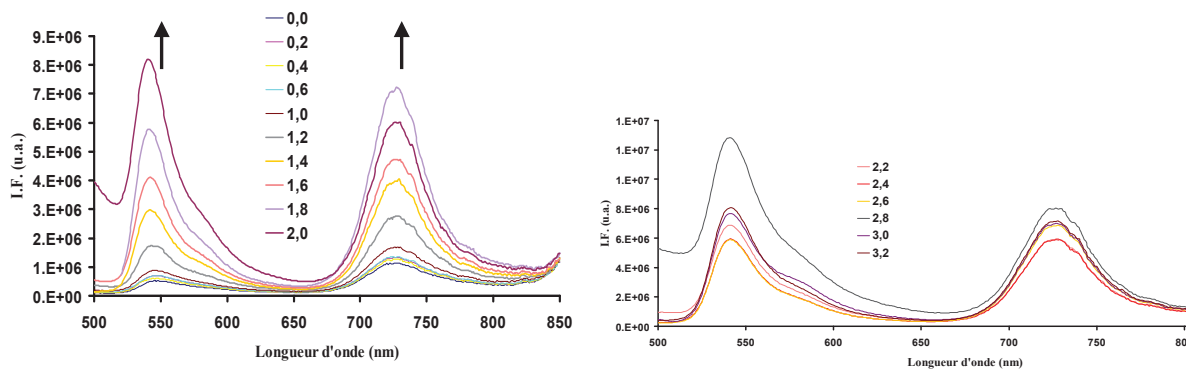 I.F. (u.a.)
9.E+06
8.E+06
7.E+06
6.E+06
5.E+06
4.E+06
3.E+06
2.E+06
1.E+06
0.E+00
500 550 600 650 700 750 800 850
Longueur d'onde (nm)
0,0
0,2
0,4
0,6
1,0
1,2
1,4
1,6
1,8
2,0
I.F. (u.a.)
1.E+07
1.E+07
8.E+06
6.E+06
4.E+06
2.E+06
0.E+00
500 550 600 650 700 750
Longueur d'onde (nm)
2,2
2,4
2,6
2,8
3,0
3,2